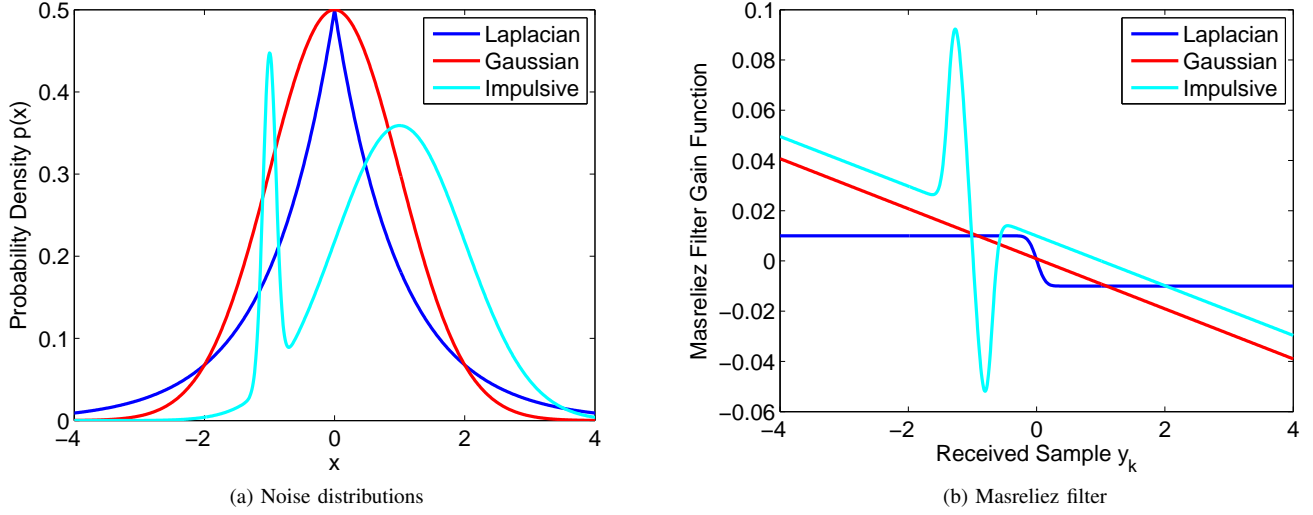 Probability Density p(x)
0.5
0.4
0.3
0.2
0.1
0
−4
−2
0
2
4
x
Laplacian
Gaussian
Impulsive
(a) Noise distributions
Masreliez Filter Gain Function
0.1
0.08
0.06
0.04
0.02
0
−0.02
−0.04
−0.06
−4
−2
0
2
4
Received Sample y_k
Laplacian
Gaussian
Impulsive
(b) Masreliez filter